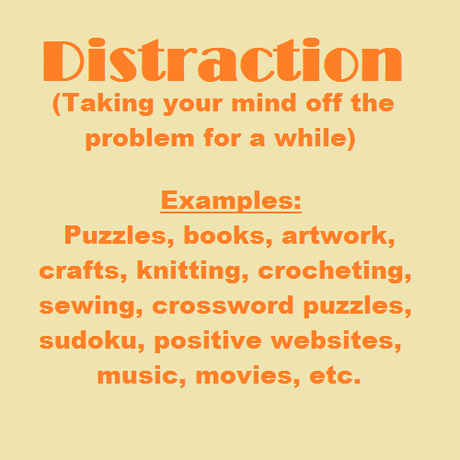 Distraction
(Taking your mind off the
problem for a while)
Examples:
Puzzles, books, artwork,
crafts, knitting, crocheting,
sewing, crossword puzzles,
sudoku, positive websites,
music, movies, etc.